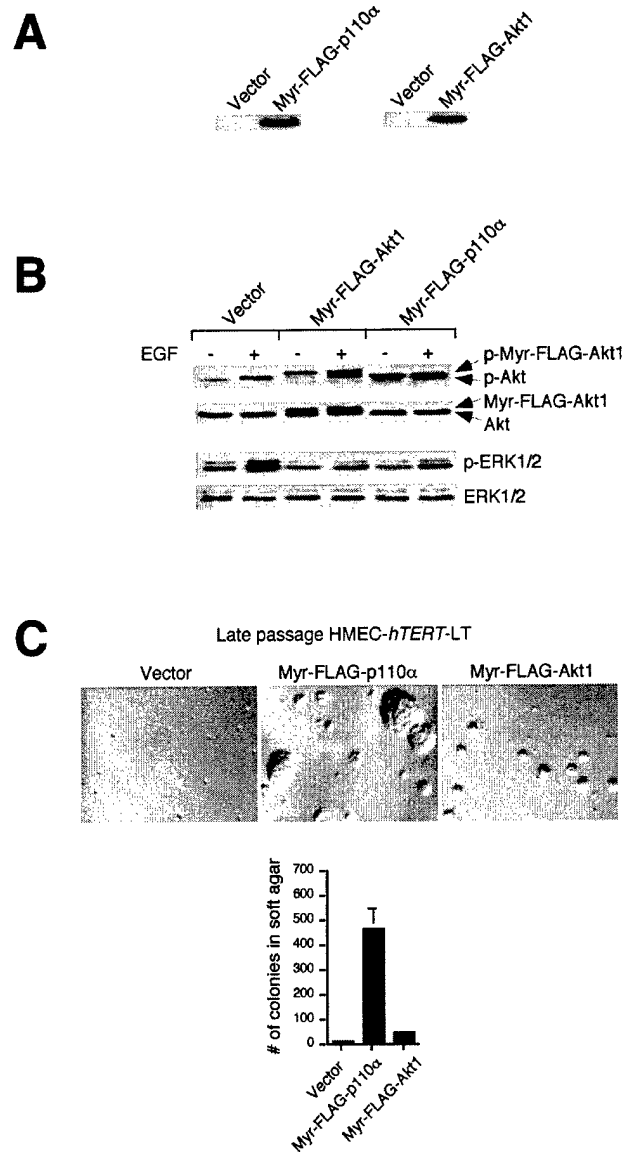 A
Vector
Myr-FLAG-p110α
Vector
Myr-FLAG-Akt1
B
Vector
Myr-FLAG-Akt1
Myr-FLAG-p110α
EGF - + - + - +
p-Myr-FLAG-Akt1
p-Akt
Myr-FLAG-Akt1
Akt
p-ERK1/2
ERK1/2
C
Late passage HMEC-hTERT-LT
Vector
Myr-FLAG-p110α
Myr-FLAG-Akt1
# of colonies in soft agar
700
600
500
400
300
200
100
0
Vector
Myr-FLAG-p110α
Myr-FLAG-Akt1